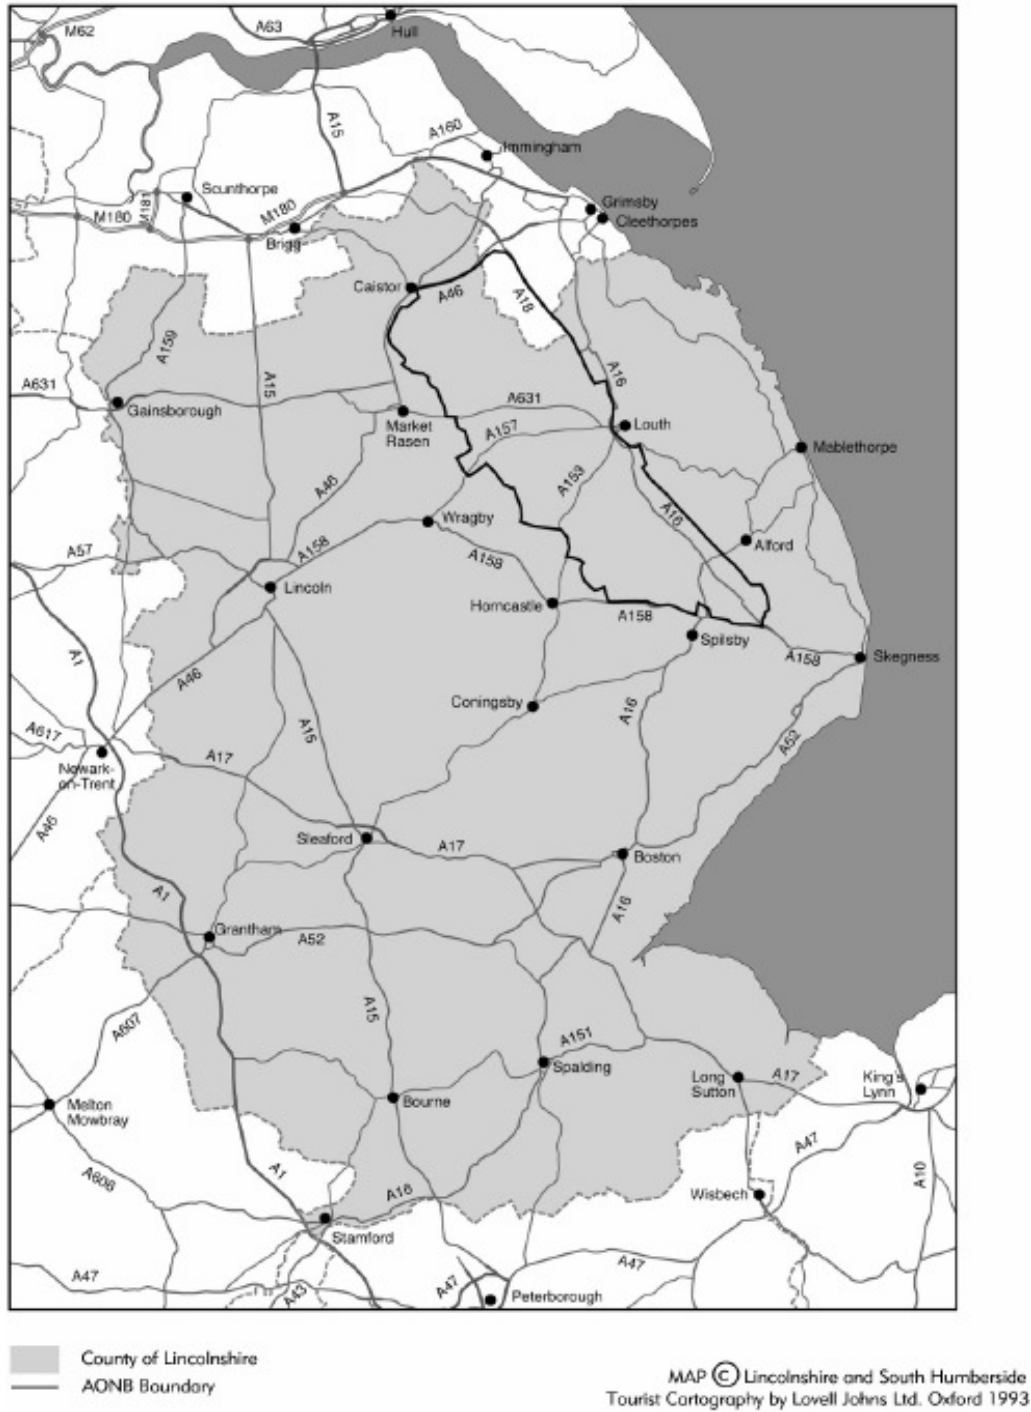 M62
A63
Hull
A15
A160
Immingham
Scunthorpe
Grimsby
Cleethorpes
M180
M181
M180
Brigg
Caistor
A46
A18
A159
A631
A15
A16
Gainsborough
Market
Rasen
A631
A157
Louth
Mablethorpe
A46
A153
A16
Wragby
A57
A158
A158
Alford
Lincoln
Horncastle
A158
Spilsby
A158
Skegness
A1
A46
Coningsby
A617
A15
A16
A52
Newark-
on-Trent
A17
A46
Sleaford
A17
Boston
A1
A16
Grantham
A52
A607
A15
A151
Spalding
Long
Sutton
A17
King's
Lynn
Melton
Mowbray
Bourne
A47
A10
A606
A1
A16
Wisbech
Stamford
A47
A43
A47
A47
Peterborough
County of Lincolnshire
AONB Boundary
MAP © Lincolnshire and South Humberside
Tourist Cartography by Lovell Johns Ltd. Oxford 1993